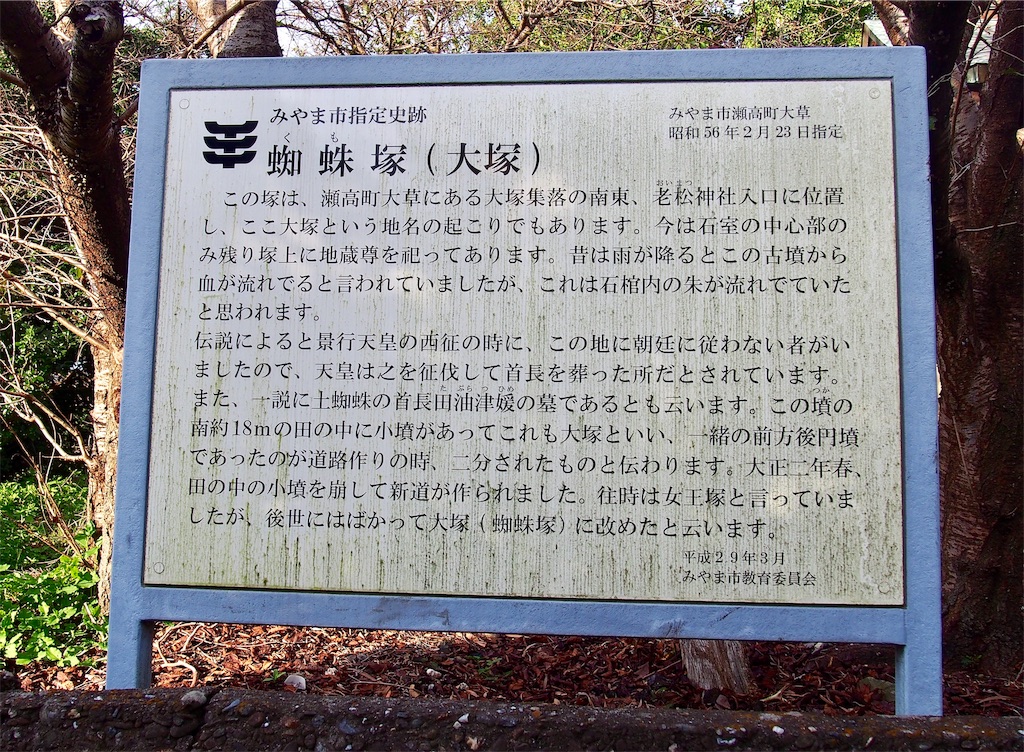 みやま市指定史跡
みやま市瀬高町大草
昭和56年2月23日指定
くも
蜘蛛塚(大塚)
おいまつ
この塚は、瀬高町大草にある大塚集落の南東、老松神社入口に位置
し、ここ大塚という地名の起こりでもあります。今は石室の中心部の
み残り塚上に地蔵尊を祀ってあります。昔は雨が降るとこの古墳から
血が流れでると言われていましたが、これは石棺内の朱が流れでていた
と思われます。
伝説によると景行天皇の西征の時に、この地に朝廷に従わない者がい
ましたので、天皇は之を征伐して首長を葬った所だとされています。
たぶらつひめ
つみ
また、一説に土蜘蛛の首長田油津媛の墓であるとも云います。この墳の
南約18mの田の中に小墳があってこれも大塚といい、一緒の前方後円墳
であったのが道路作りの時、二分されたものと伝わります。大正二年春、
田の中の小墳を崩して新道が作られました。往時は女王塚と言っていま
したが、後世にはばかって大塚(蜘蛛塚)に改めたと云います。
平成29年3月
みやま市教育委員会